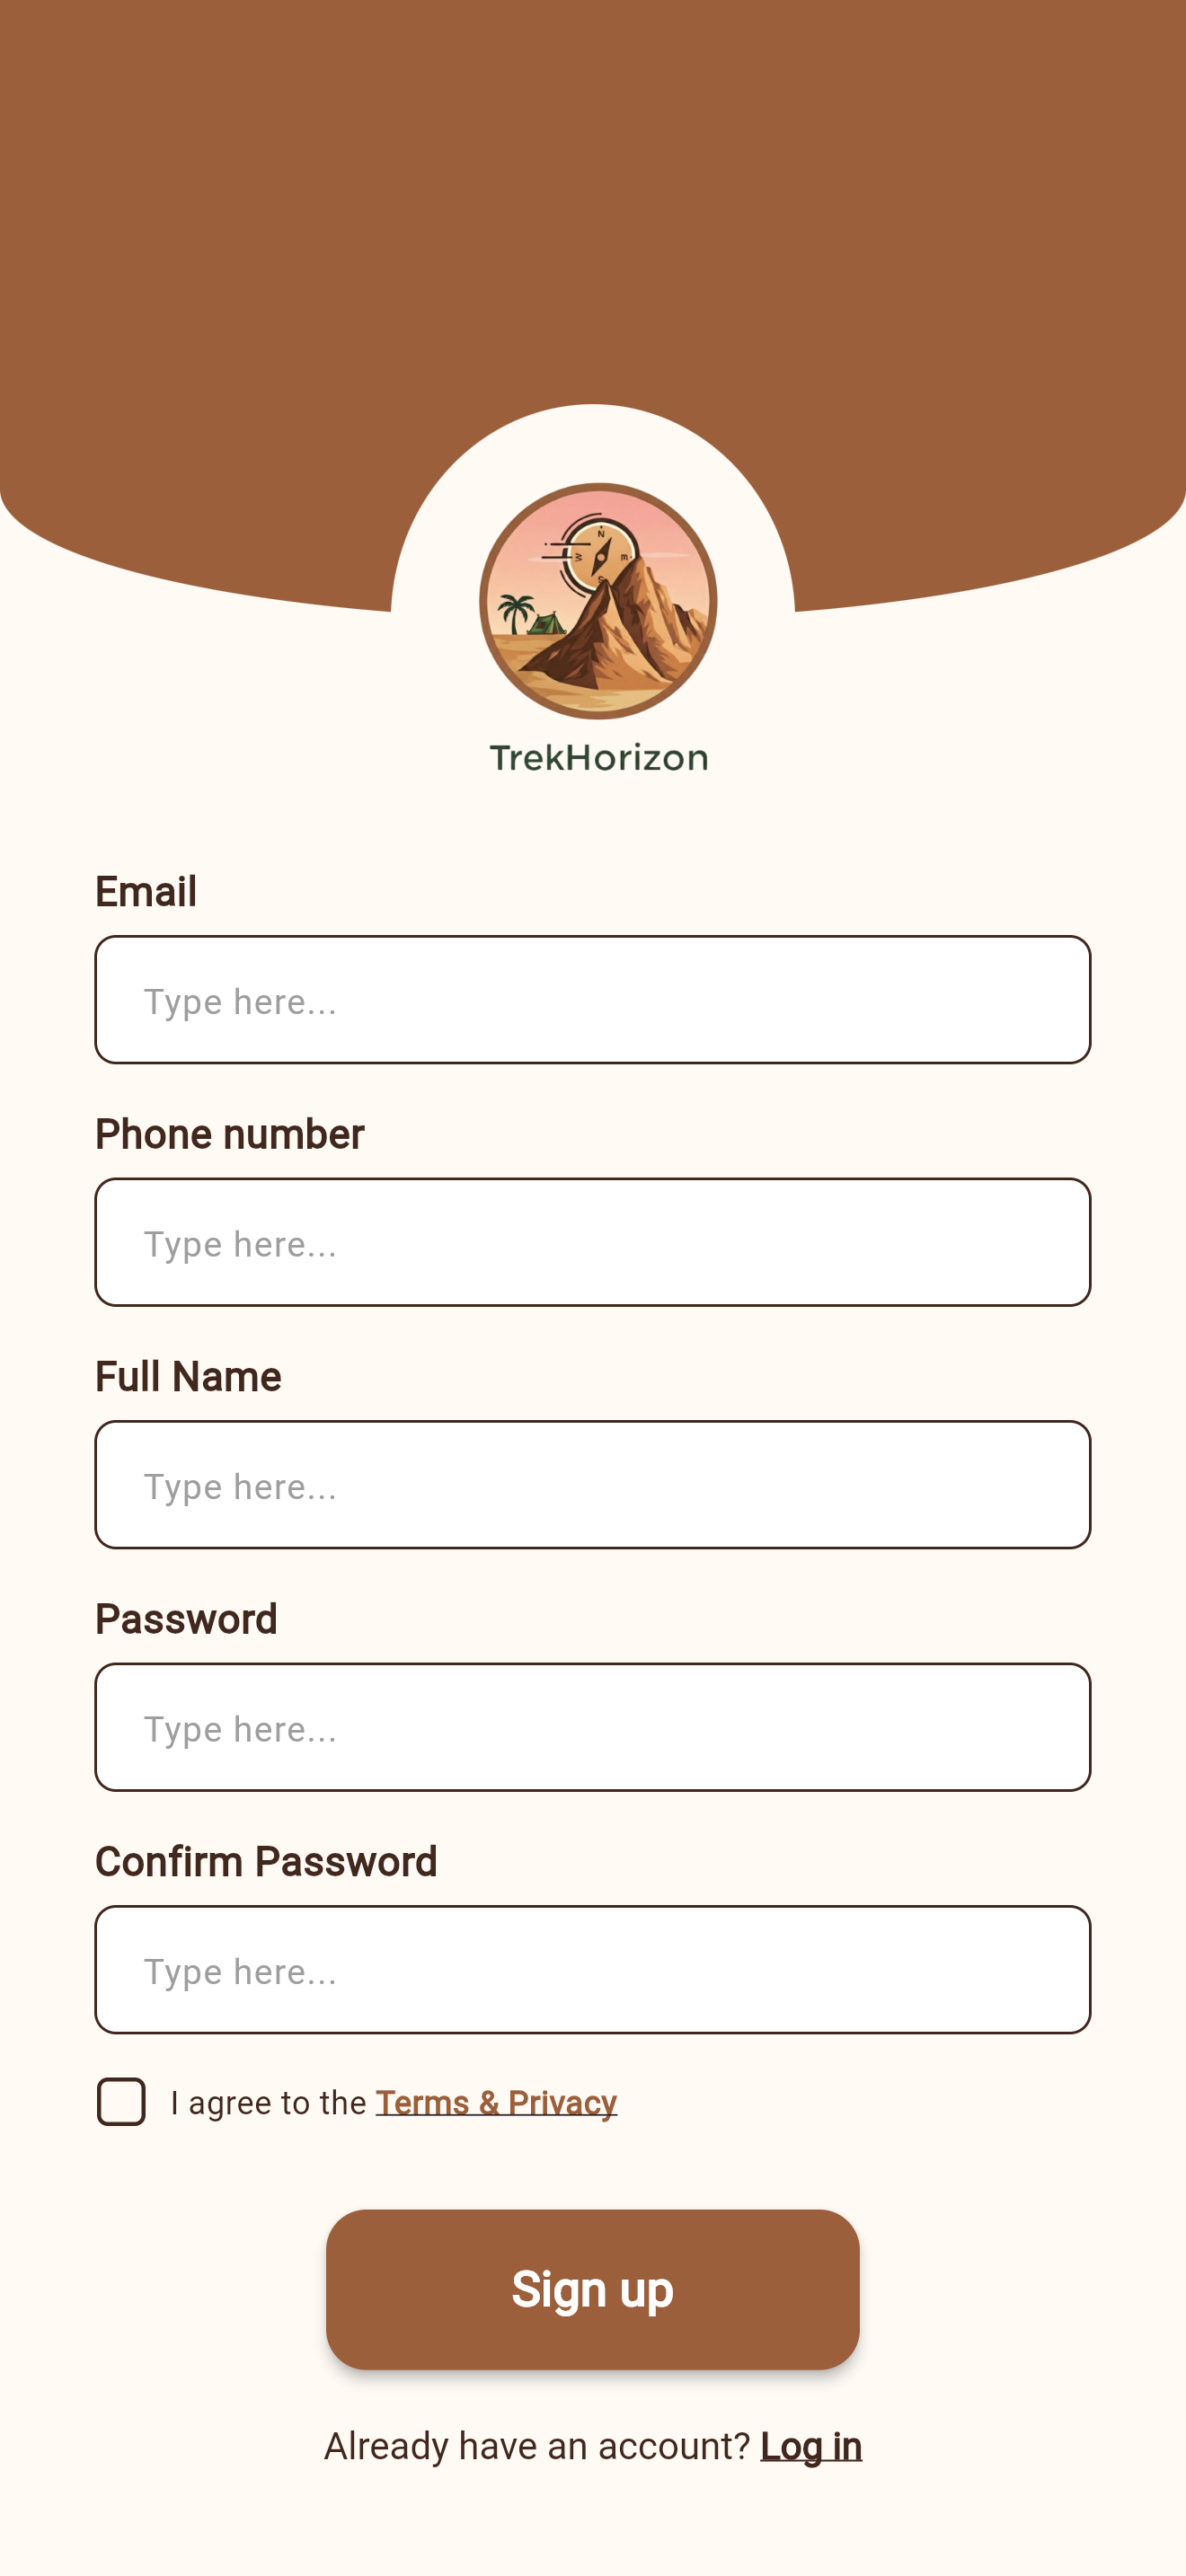 N
W E
S
TrekHorizon
Email
Type here...
Phone number
Type here...
Full Name
Type here...
Password
Type here...
Confirm Password
Type here...
I agree to the Terms & Privacy
Sign up
Already have an account? Log in